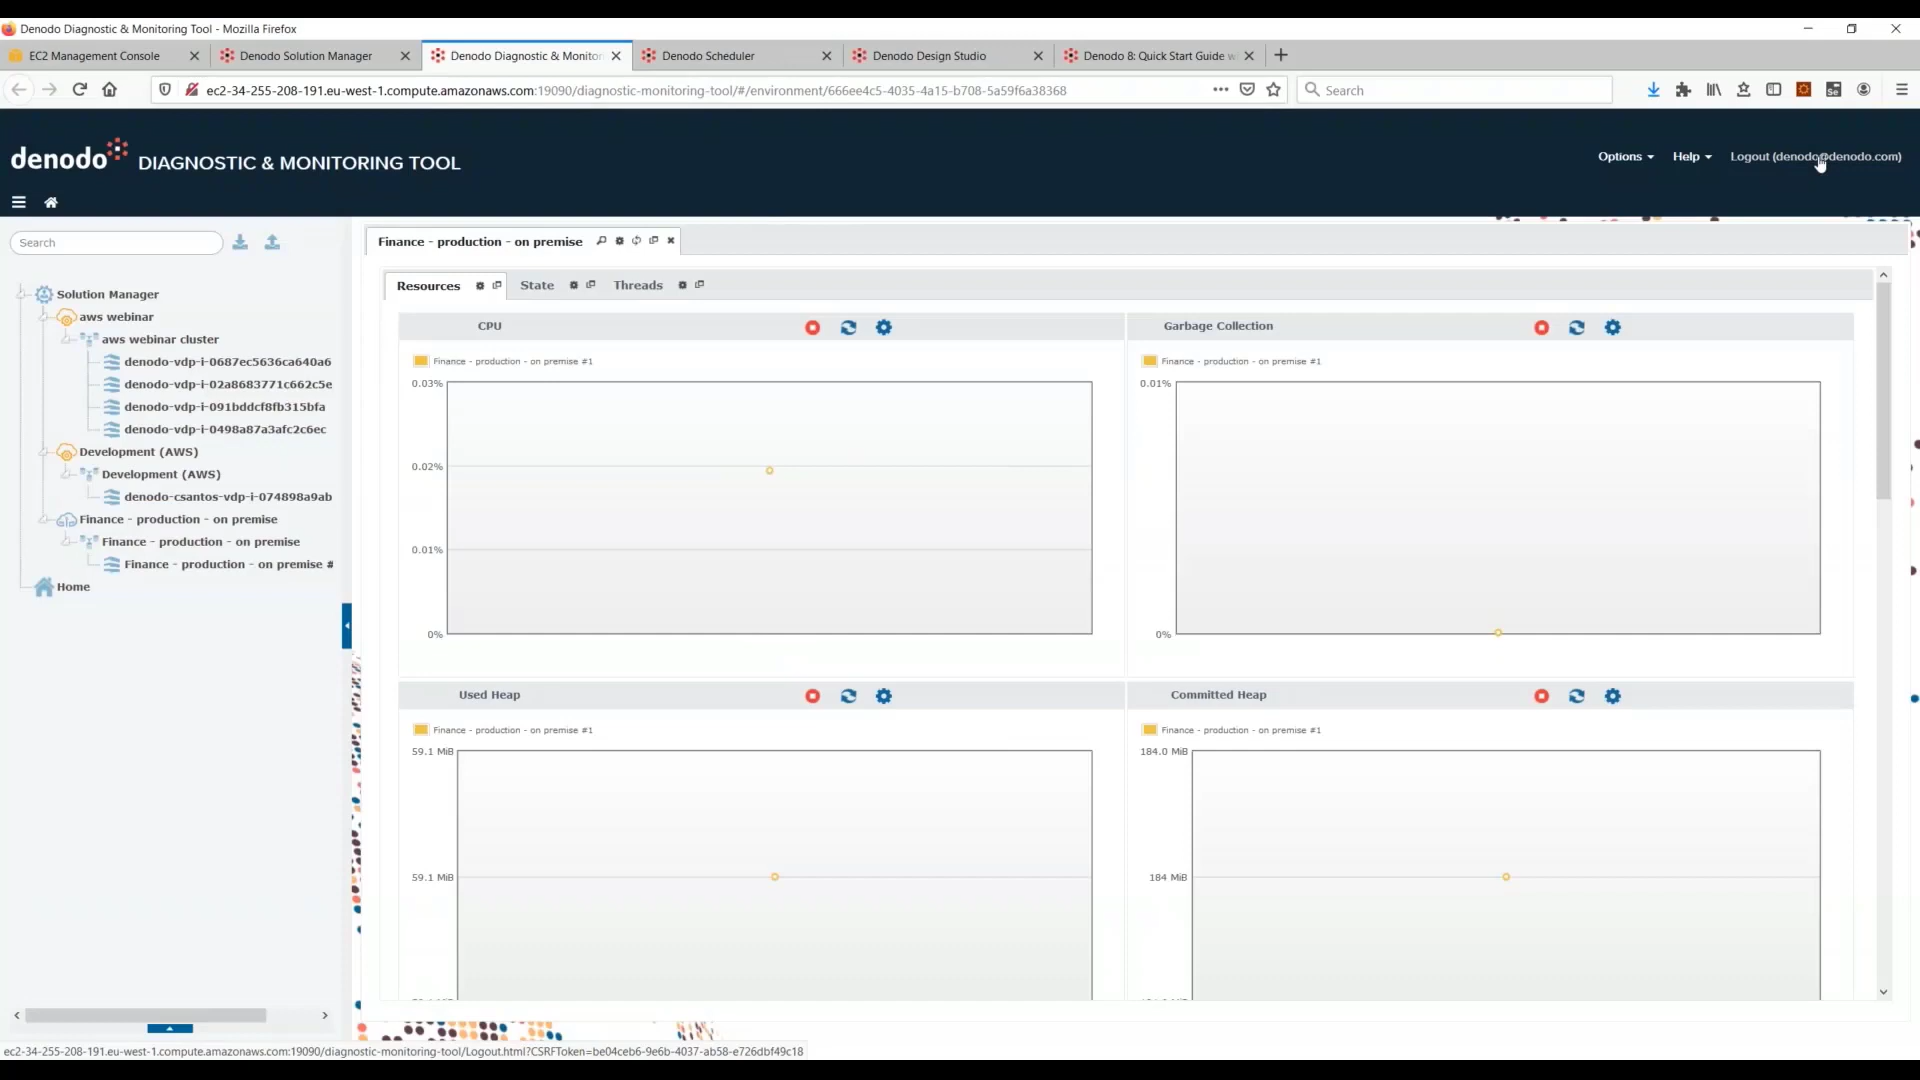 Denodo Diagnostic & Monitoring Tool - Mozilla Firefox
EC2 Management Console
Denodo Solution Manager
Denodo Diagnostic & Monitor
Denodo Scheduler
Denodo Design Studio
Denodo 8: Quick Start Guide w
ec2-34-255-208-191.eu-west-1.compute.amazonaws.com:19090/diagnostic-monitoring-tool/#/environment/666ee4c5-4035-4a15-b708-5a59f6a38368
Search
denodo DIAGNOSTIC & MONITORING TOOL
Options
Help
Logout (denodo@denodo.com)
Search
Solution Manager
aws webinar
aws webinar cluster
denodo-vdp-i-0687ec5636ca640a6
denodo-vdp-i-02a8683771c662c5e
denodo-vdp-i-091bddcf8fb315bfa
denodo-vdp-i-0498a87a3afc2c6ec
Development (AWS)
Development (AWS)
denodo-csantos-vdp-i-074898a9ab
Finance - production - on premise
Finance - production - on premise
Finance - production - on premise #
Home
Finance - production - on premise
Resources
State
Threads
CPU
Finance - production - on premise #1
0.03%
0.02%
0.01%
0%
Garbage Collection
Finance - production - on premise #1
0.01%
0%
Used Heap
Finance - production - on premise #1
59.1 MiB
59.1 MiB
Committed Heap
Finance - production - on premise #1
184.0 MiB
184 MiB
ec2-34-255-208-191.eu-west-1.compute.amazonaws.com:19090/diagnostic-monitoring-tool/Logout.html?CSRFToken=be04ceb6-9e6b-4037-ab58-e726dbf49c18